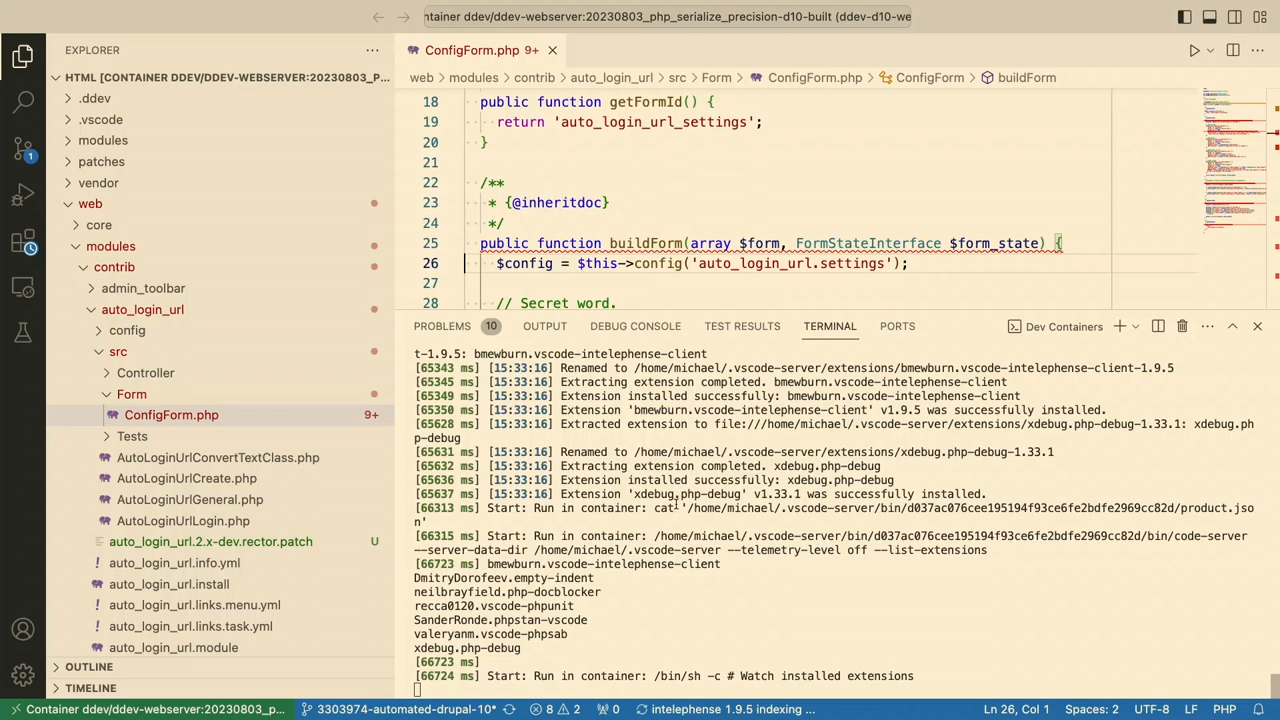 ntainer ddev/ddev-webserver:20230803_php_serialize_precision-d10-built (ddev-d10-we
EXPLORER
HTML [CONTAINER DDEV/DDEV-WEBSERVER:20230803_P...
.ddev
.vscode
modules
patches
vendor
web
core
modules
contrib
admin_toolbar
auto_login_url
config
src
Controller
Form
ConfigForm.php 9+
Tests
AutoLoginUrlConvertTextClass.php
AutoLoginUrlCreate.php
AutoLoginUrlGeneral.php
AutoLoginUrlLogin.php
auto_login_url.2.x-dev.rector.patch U
! auto_login_url.info.yml
auto_login_url.install
! auto_login_url.links.menu.yml
! auto_login_url.links.task.yml
auto_login_url.module
OUTLINE
TIMELINE
1
ConfigForm.php 9+
web > modules > contrib > auto_login_url > src > Form > ConfigForm.php > ConfigForm > buildForm
18 public function getFormId() {
19 return 'auto_login_url_settings';
20 }
21
22 /**
23 * {@inheritdoc}
24 */
25 public function buildForm(array $form, FormStateInterface $form_state) {
26 $config = $this->config('auto_login_url.settings');
27
28 // Secret word.
PROBLEMS 10 OUTPUT DEBUG CONSOLE TEST RESULTS TERMINAL PORTS Dev Containers
t-1.9.5: bmewburn.vscode-intelephense-client
[65343 ms] [15:33:16] Renamed to /home/michael/.vscode-server/extensions/bmewburn.vscode-intelephense-client-1.9.5
[65345 ms] [15:33:16] Extracting extension completed. bmewburn.vscode-intelephense-client
[65349 ms] [15:33:16] Extension installed successfully: bmewburn.vscode-intelephense-client
[65350 ms] [15:33:16] Extension 'bmewburn.vscode-intelephense-client' v1.9.5 was successfully installed.
[65628 ms] [15:33:16] Extracted extension to file:///home/michael/.vscode-server/extensions/xdebug.php-debug-1.33.1: xdebug.ph
p-debug
[65631 ms] [15:33:16] Renamed to /home/michael/.vscode-server/extensions/xdebug.php-debug-1.33.1
[65632 ms] [15:33:16] Extracting extension completed. xdebug.php-debug
[65636 ms] [15:33:16] Extension installed successfully: xdebug.php-debug
[65637 ms] [15:33:16] Extension 'xdebug.php-debug' v1.33.1 was successfully installed.
[66313 ms] Start: Run in container: cat '/home/michael/.vscode-server/bin/d037ac076cee195194f93ce6fe2bdfe2969cc82d/product.jso
n'
[66315 ms] Start: Run in container: /home/michael/.vscode-server/bin/d037ac076cee195194f93ce6fe2bdfe2969cc82d/bin/code-server
--server-data-dir /home/michael/.vscode-server --telemetry-level off --list-extensions
[66723 ms] bmewburn.vscode-intelephense-client
DmitryDorofeev.empty-indent
neilbrayfield.php-docblocker
recca0120.vscode-phpunit
SanderRonde.phpstan-vscode
valeryanm.vscode-phpsab
xdebug.php-debug
[66723 ms]
[66724 ms] Start: Run in container: /bin/sh -c # Watch installed extensions
Container ddev/ddev-webserver:20230803_p... 3303974-automated-drupal-10* 8 2 0 intelephense 1.9.5 indexing ... Ln 26, Col 1 Spaces: 2 UTF-8 LF PHP